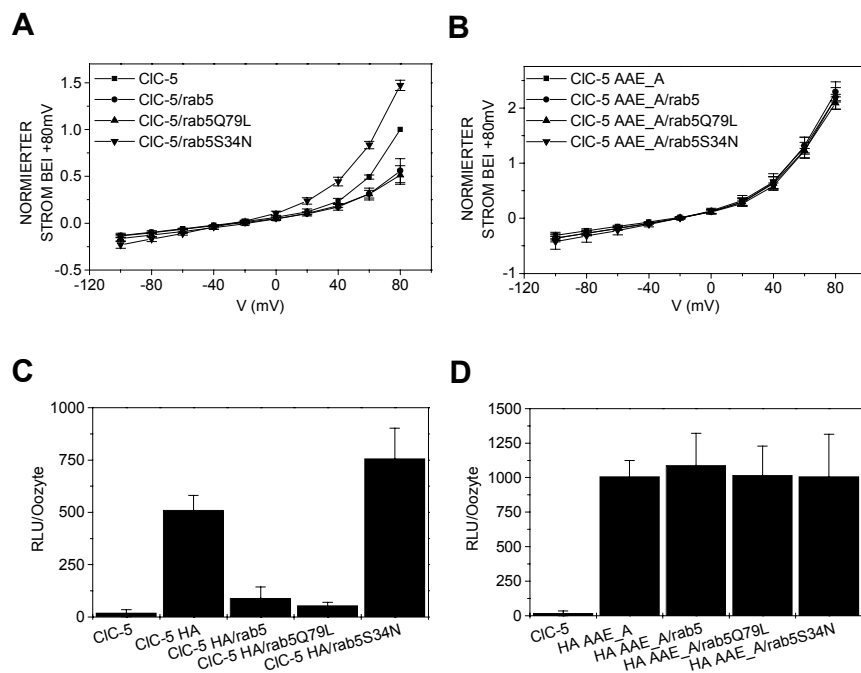 A
ClC-5
ClC-5/rab5
ClC-5/rab5Q79L
ClC-5/rab5S34N
NORMIERTER
STROM BEI +80mV
1.5
1.0
0.5
0.0
-0.5
-120 -80 -40 0 40 80
V (mV)
B
ClC-5 AAE_A
ClC-5 AAE_A/rab5
ClC-5 AAE_A/rab5Q79L
ClC-5 AAE_A/rab5S34N
NORMIERTER
STROM BEI +80mV
2
1
0
-1
-120 -80 -40 0 40 80
V (mV)
C
RLU/Oozyte
1000
750
500
250
0
ClC-5
ClC-5 HA
ClC-5 HA/rab5
ClC-5 HA/rab5Q79L
ClC-5 HA/rab5S34N
D
RLU/Oozyte
1500
1250
1000
750
500
250
0
ClC-5
HA AAE_A
HA AAE_A/rab5
HA AAE_A/rab5Q79L
HA AAE_A/rab5S34N